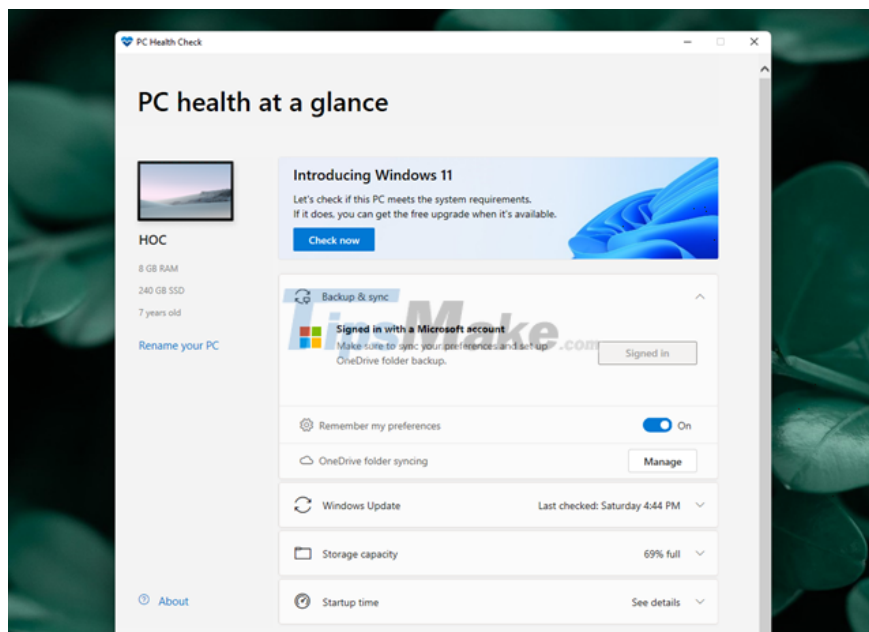 PC Health Check
PC health at a glance
HOC
8 GB RAM
240 GB SSD
7 years old
Rename your PC
Introducing Windows 11
Let's check if this PC meets the system requirements.
If it does, you can get the free upgrade when it's available.
Check now
Backup & sync
TipsMake.com
Signed in with a Microsoft account
Make sure to sync your preferences and set up
OneDrive folder backup.
Signed in
Remember my preferences
On
OneDrive folder syncing
Manage
Windows Update
Last checked: Saturday 4:44 PM
Storage capacity
69% full
Startup time
See details
About